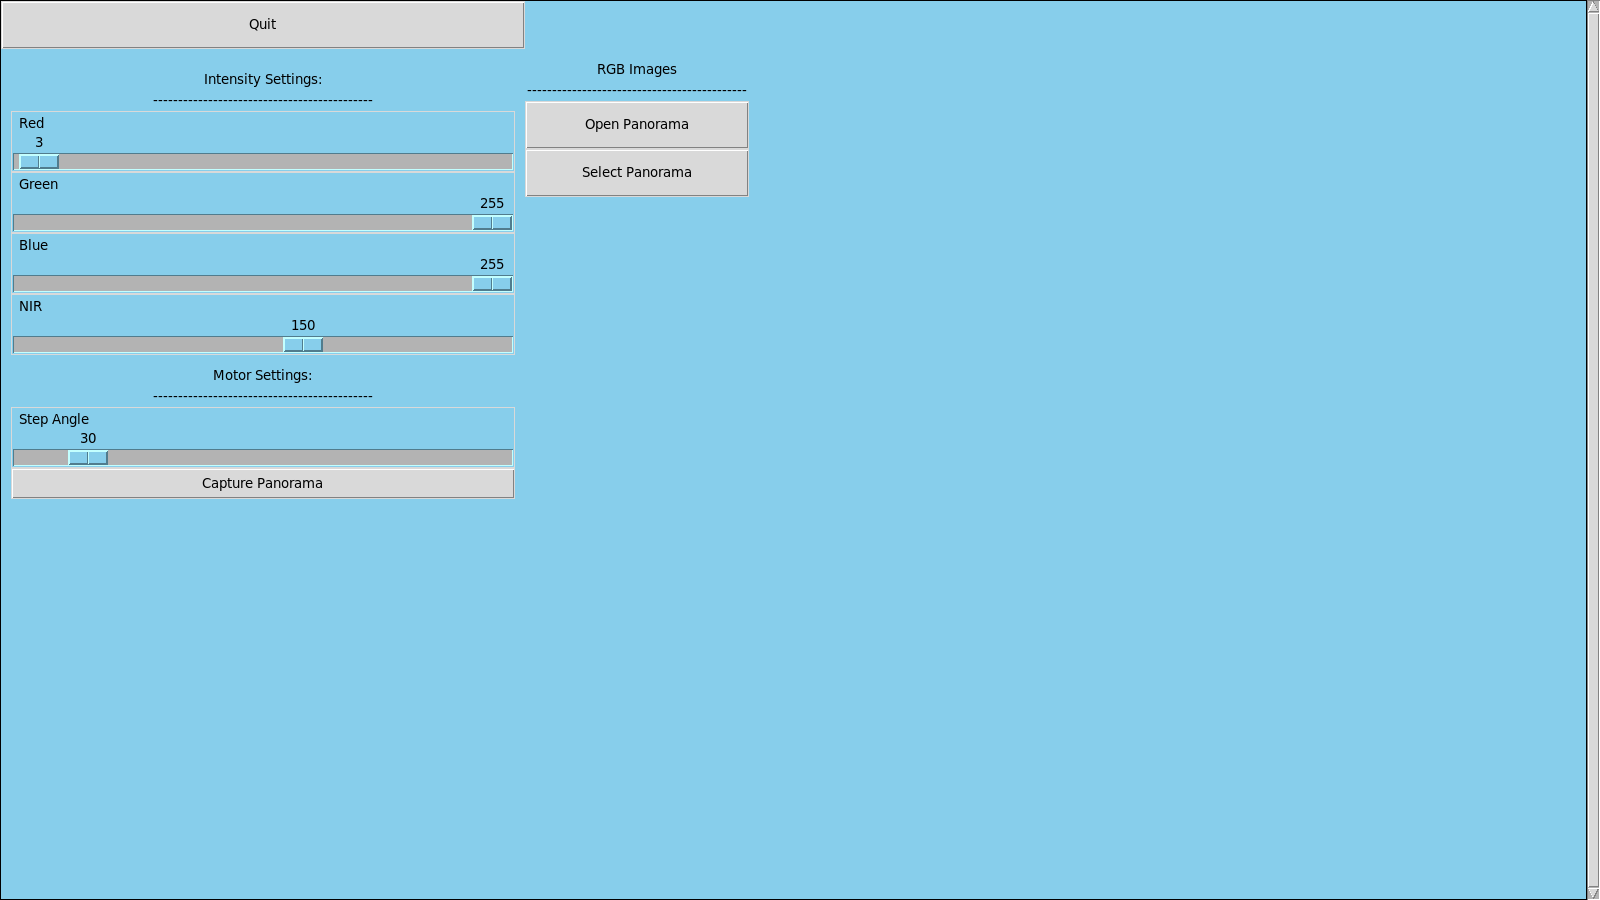 Quit
Intensity Settings:
--------------------------------------------
Red
3
Green
255
Blue
255
NIR
150
Motor Settings:
--------------------------------------------
Step Angle
30
Capture Panorama
RGB Images
--------------------------------------------
Open Panorama
Select Panorama